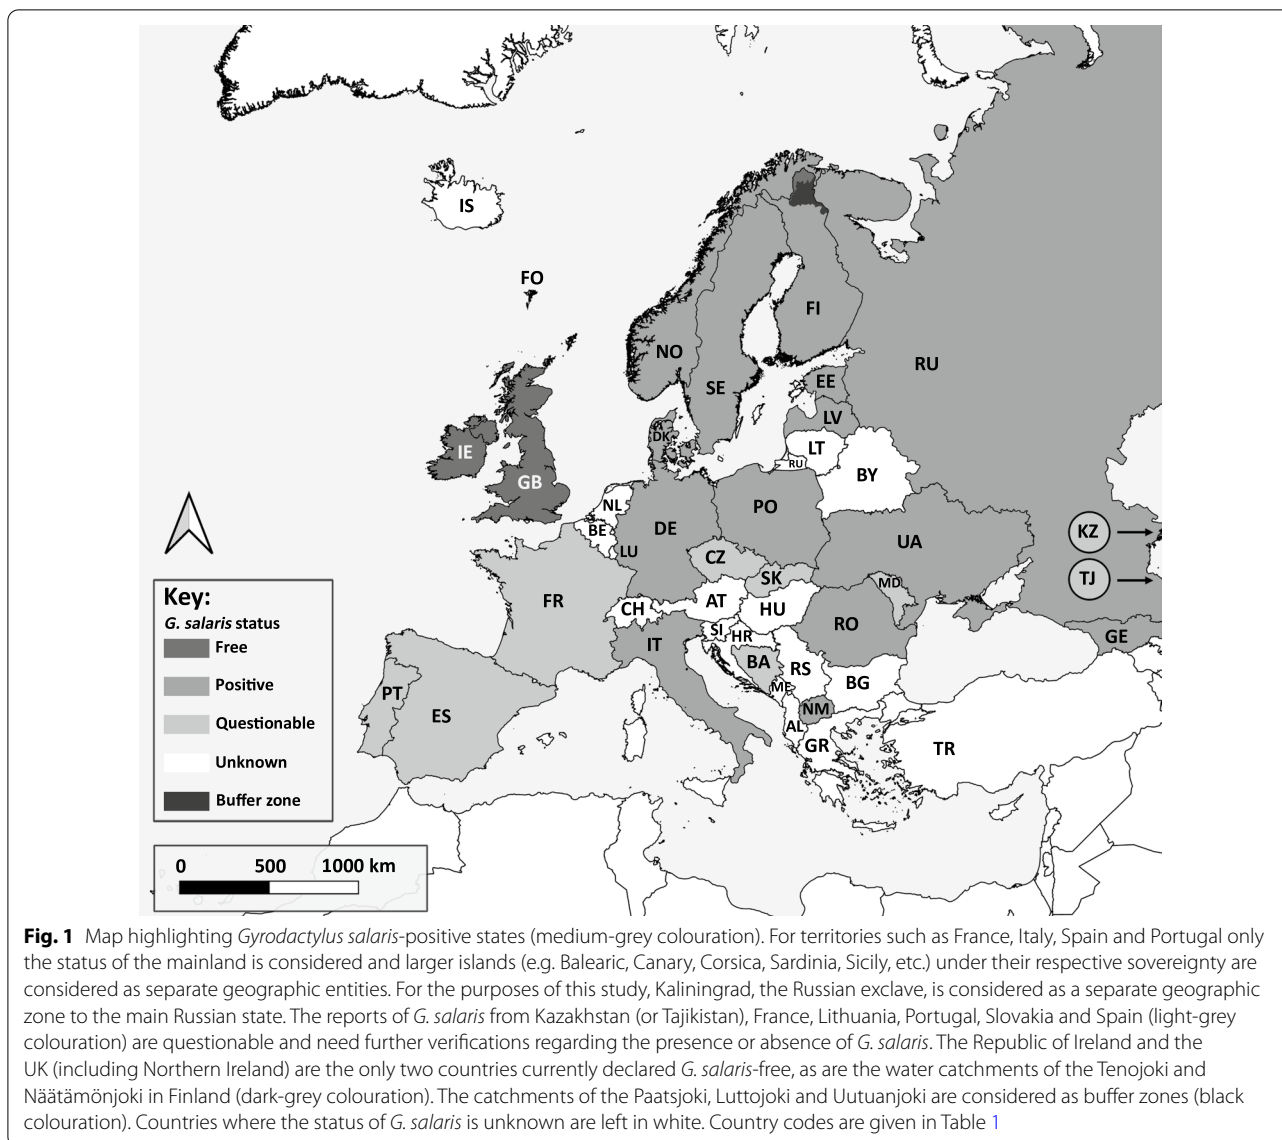 IS
FO
FI
NO
RU
SE
EE
LV
DK
LT
IE
RU
BY
GB
NL
PO
DE
BE
KZ
UA
LU
CZ
SK
TJ
MD
FR
CH
AT
HU
RO
SI
HR
GE
IT
BA
RS
BG
ME
PT
NM
ES
AL
GR
TR
Key:
G. salaris status
Free
Positive
Questionable
Unknown
Buffer zone
0 500 1000 km
Fig. 1 Map highlighting Gyrodactylus salaris-positive states (medium-grey colouration). For territories such as France, Italy, Spain and Portugal only
the status of the mainland is considered and larger islands (e.g. Balearic, Canary, Corsica, Sardinia, Sicily, etc.) under their respective sovereignty are
considered as separate geographic entities. For the purposes of this study, Kaliningrad, the Russian exclave, is considered as a separate geographic
zone to the main Russian state. The reports of G. salaris from Kazakhstan (or Tajikistan), France, Lithuania, Portugal, Slovakia and Spain (light-grey
colouration) are questionable and need further verifications regarding the presence or absence of G. salaris. The Republic of Ireland and the
UK (including Northern Ireland) are the only two countries currently declared G. salaris-free, as are the water catchments of the Tenojoki and
Näätämönjoki in Finland (dark-grey colouration). The catchments of the Paatsjoki, Luttojoki and Uutuanjoki are considered as buffer zones (black
colouration). Countries where the status of G. salaris is unknown are left in white. Country codes are given in Table 1